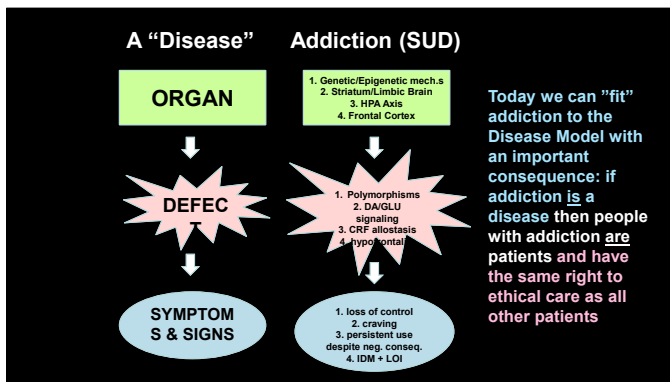 A “Disease”
Addiction (SUD)
ORGAN
1. Genetic/Epigenetic mech.s
2. Striatum/Limbic Brain
3. HPA Axis
4. Frontal Cortex
DEFEC
T
1. Polymorphisms
2. DA/GLU
signaling
3. CRF allostasis
4. hypofrontal
SYMPTOM
S & SIGNS
1. loss of control
2. craving
3. persistent use
despite neg. conseq.
4. IDM + LOI
Today we can ”fit”
addiction to the
Disease Model with
an important
consequence: if
addiction is a
disease then people
with addiction are
patients and have
the same right to
ethical care as all
other patients